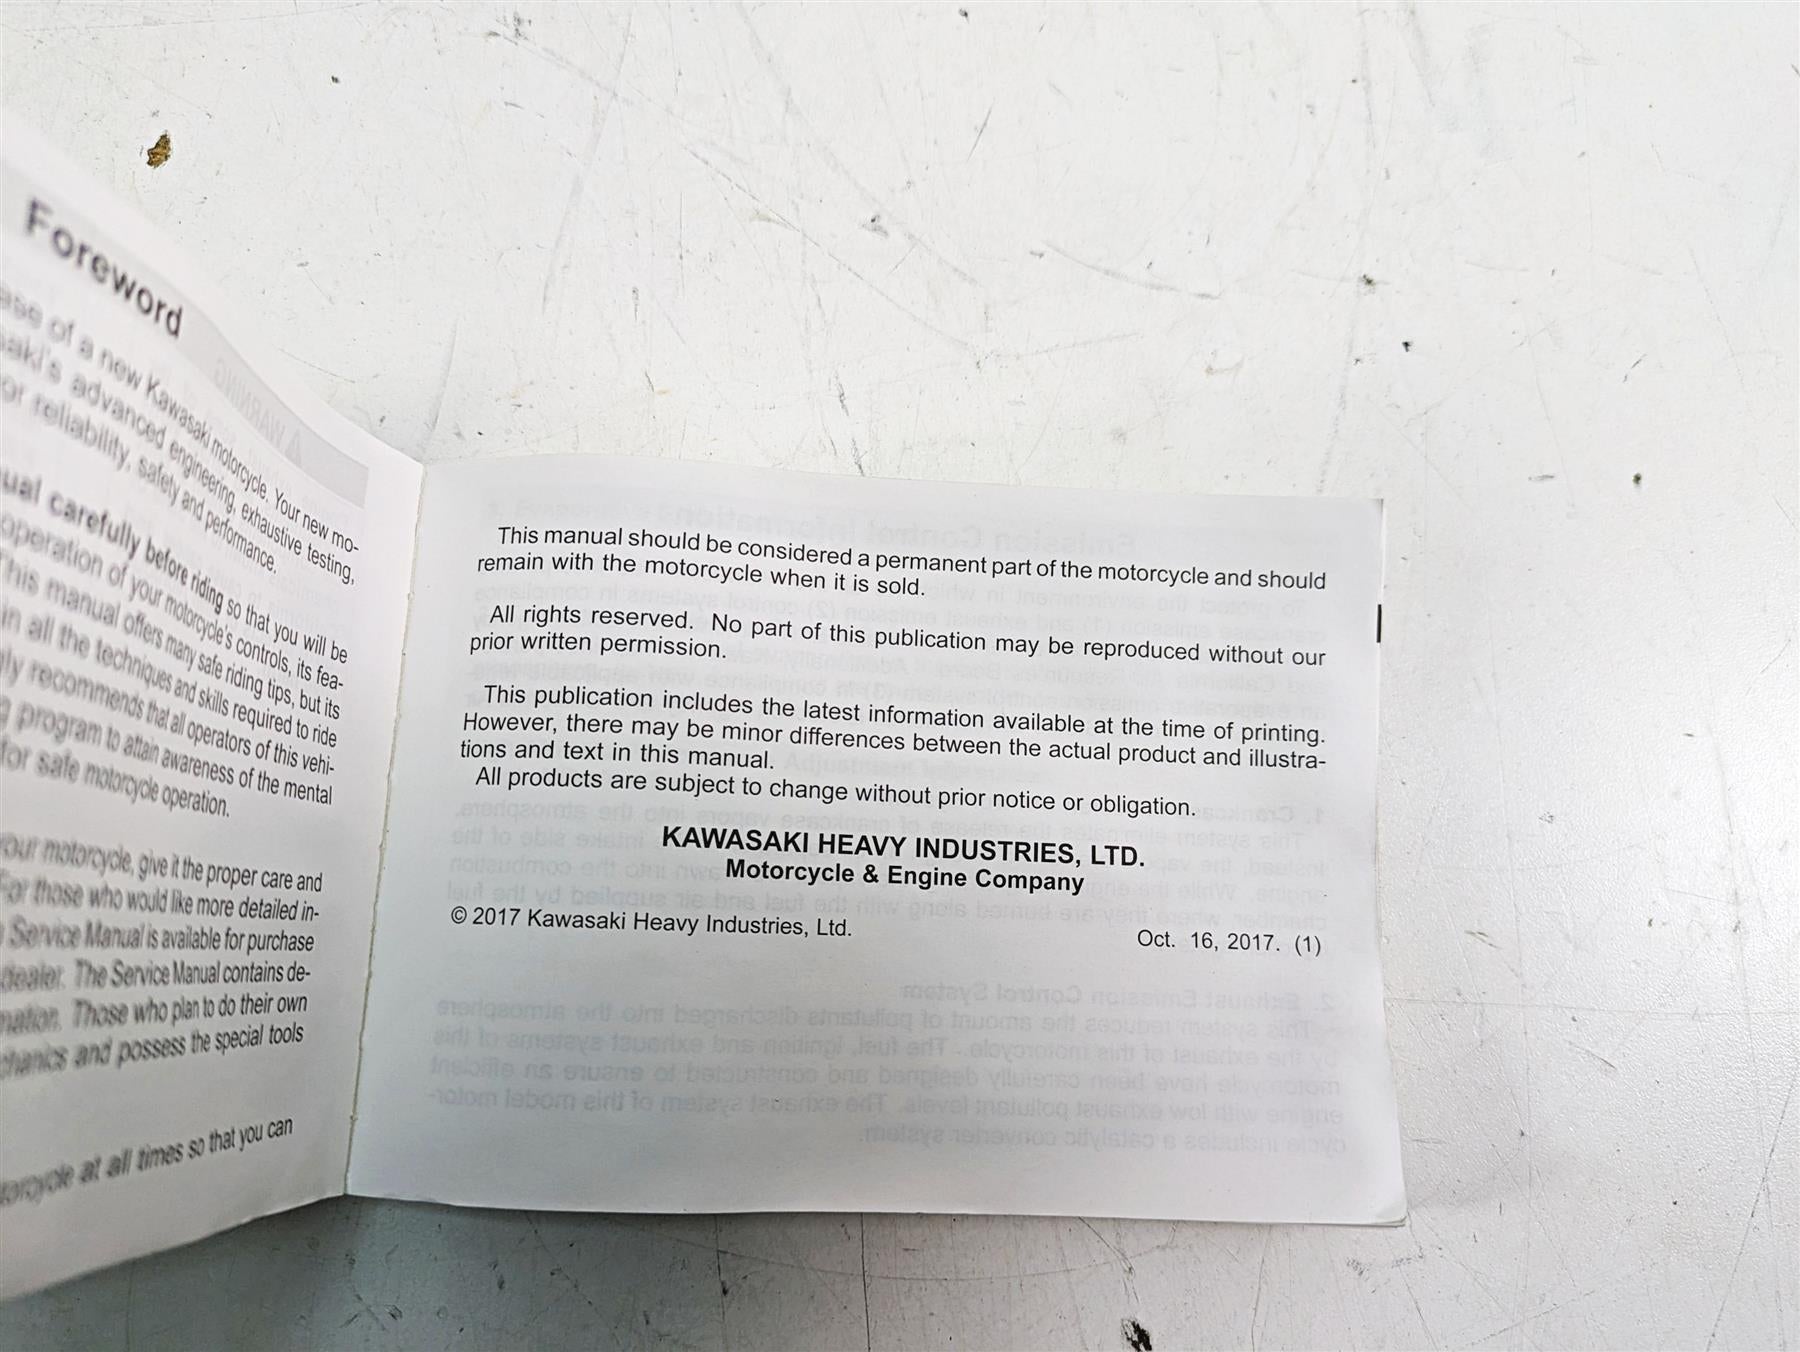 Foreword
ase of a new Kawasaki motorcycle. Your new mo-
saki's advanced engineering, exhaustive testing,
or reliability, safety and performance.
ual carefully before riding so that you will be
operation of your motorcycle's controls, its fea-
This manual offers many safe riding tips, but its
in all the techniques and skills required to ride
ly recommends that all operators of this vehi-
g program to attain awareness of the mental
for safe motorcycle operation.
your motorcycle, give it the proper care and
For those who would like more detailed in-
Service Manual is available for purchase
dealer. The Service Manual contains de-
mation. Those who plan to do their own
chanics and possess the special tools
torcycle at all times so that you can
This manual should be considered a permanent part of the motorcycle and should
remain with the motorcycle when it is sold.
All rights reserved. No part of this publication may be reproduced without our
prior written permission.
This publication includes the latest information available at the time of printing.
However, there may be minor differences between the actual product and illustra-
tions and text in this manual.
All products are subject to change without prior notice or obligation.
KAWASAKI HEAVY INDUSTRIES, LTD.
Motorcycle & Engine Company
© 2017 Kawasaki Heavy Industries, Ltd.
Oct. 16, 2017. (1)